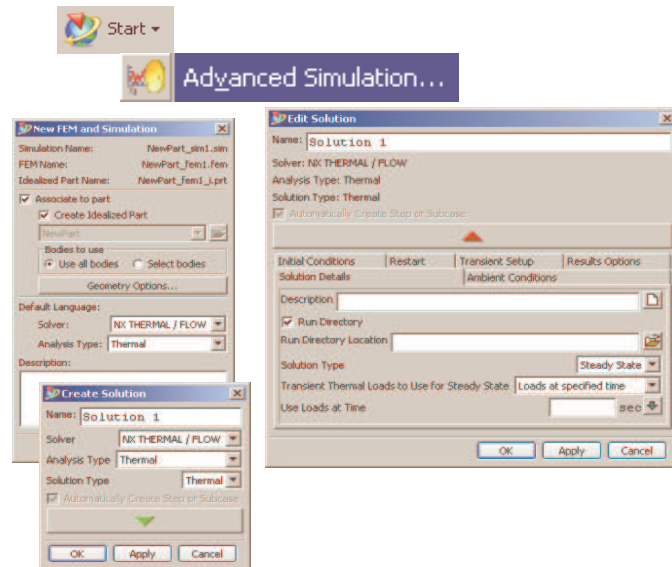 Start
Advanced Simulation...
New FEM and Simulation
Simulation Name: NewPart_sim1.sim
FEM Name: NewPart_fem1.fem
Idealized Part Name: NewPart_fem1_i.prt
Associate to part
Create Idealized Part
NewPart
Bodies to use
Use all bodies Select bodies
Geometry Options...
Default Language:
Solver: NX THERMAL / FLOW
Analysis Type: Thermal
Description:
Create Solution
Name: Solution 1
Solver NX THERMAL / FLOW
Analysis Type Thermal
Solution Type Thermal
Automatically Create Step or Subcase
OK Apply Cancel
Edit Solution
Name: Solution 1
Solver: NX THERMAL / FLOW
Analysis Type: Thermal
Solution Type: Thermal
Automatically Create Step or Subcase
Initial Conditions Restart Transient Setup Results Options
Solution Details Ambient Conditions
Description
Run Directory
Run Directory Location
Solution Type Steady State
Transient Thermal Loads to Use for Steady State Loads at specified time
Use Loads at Time sec
OK Apply Cancel